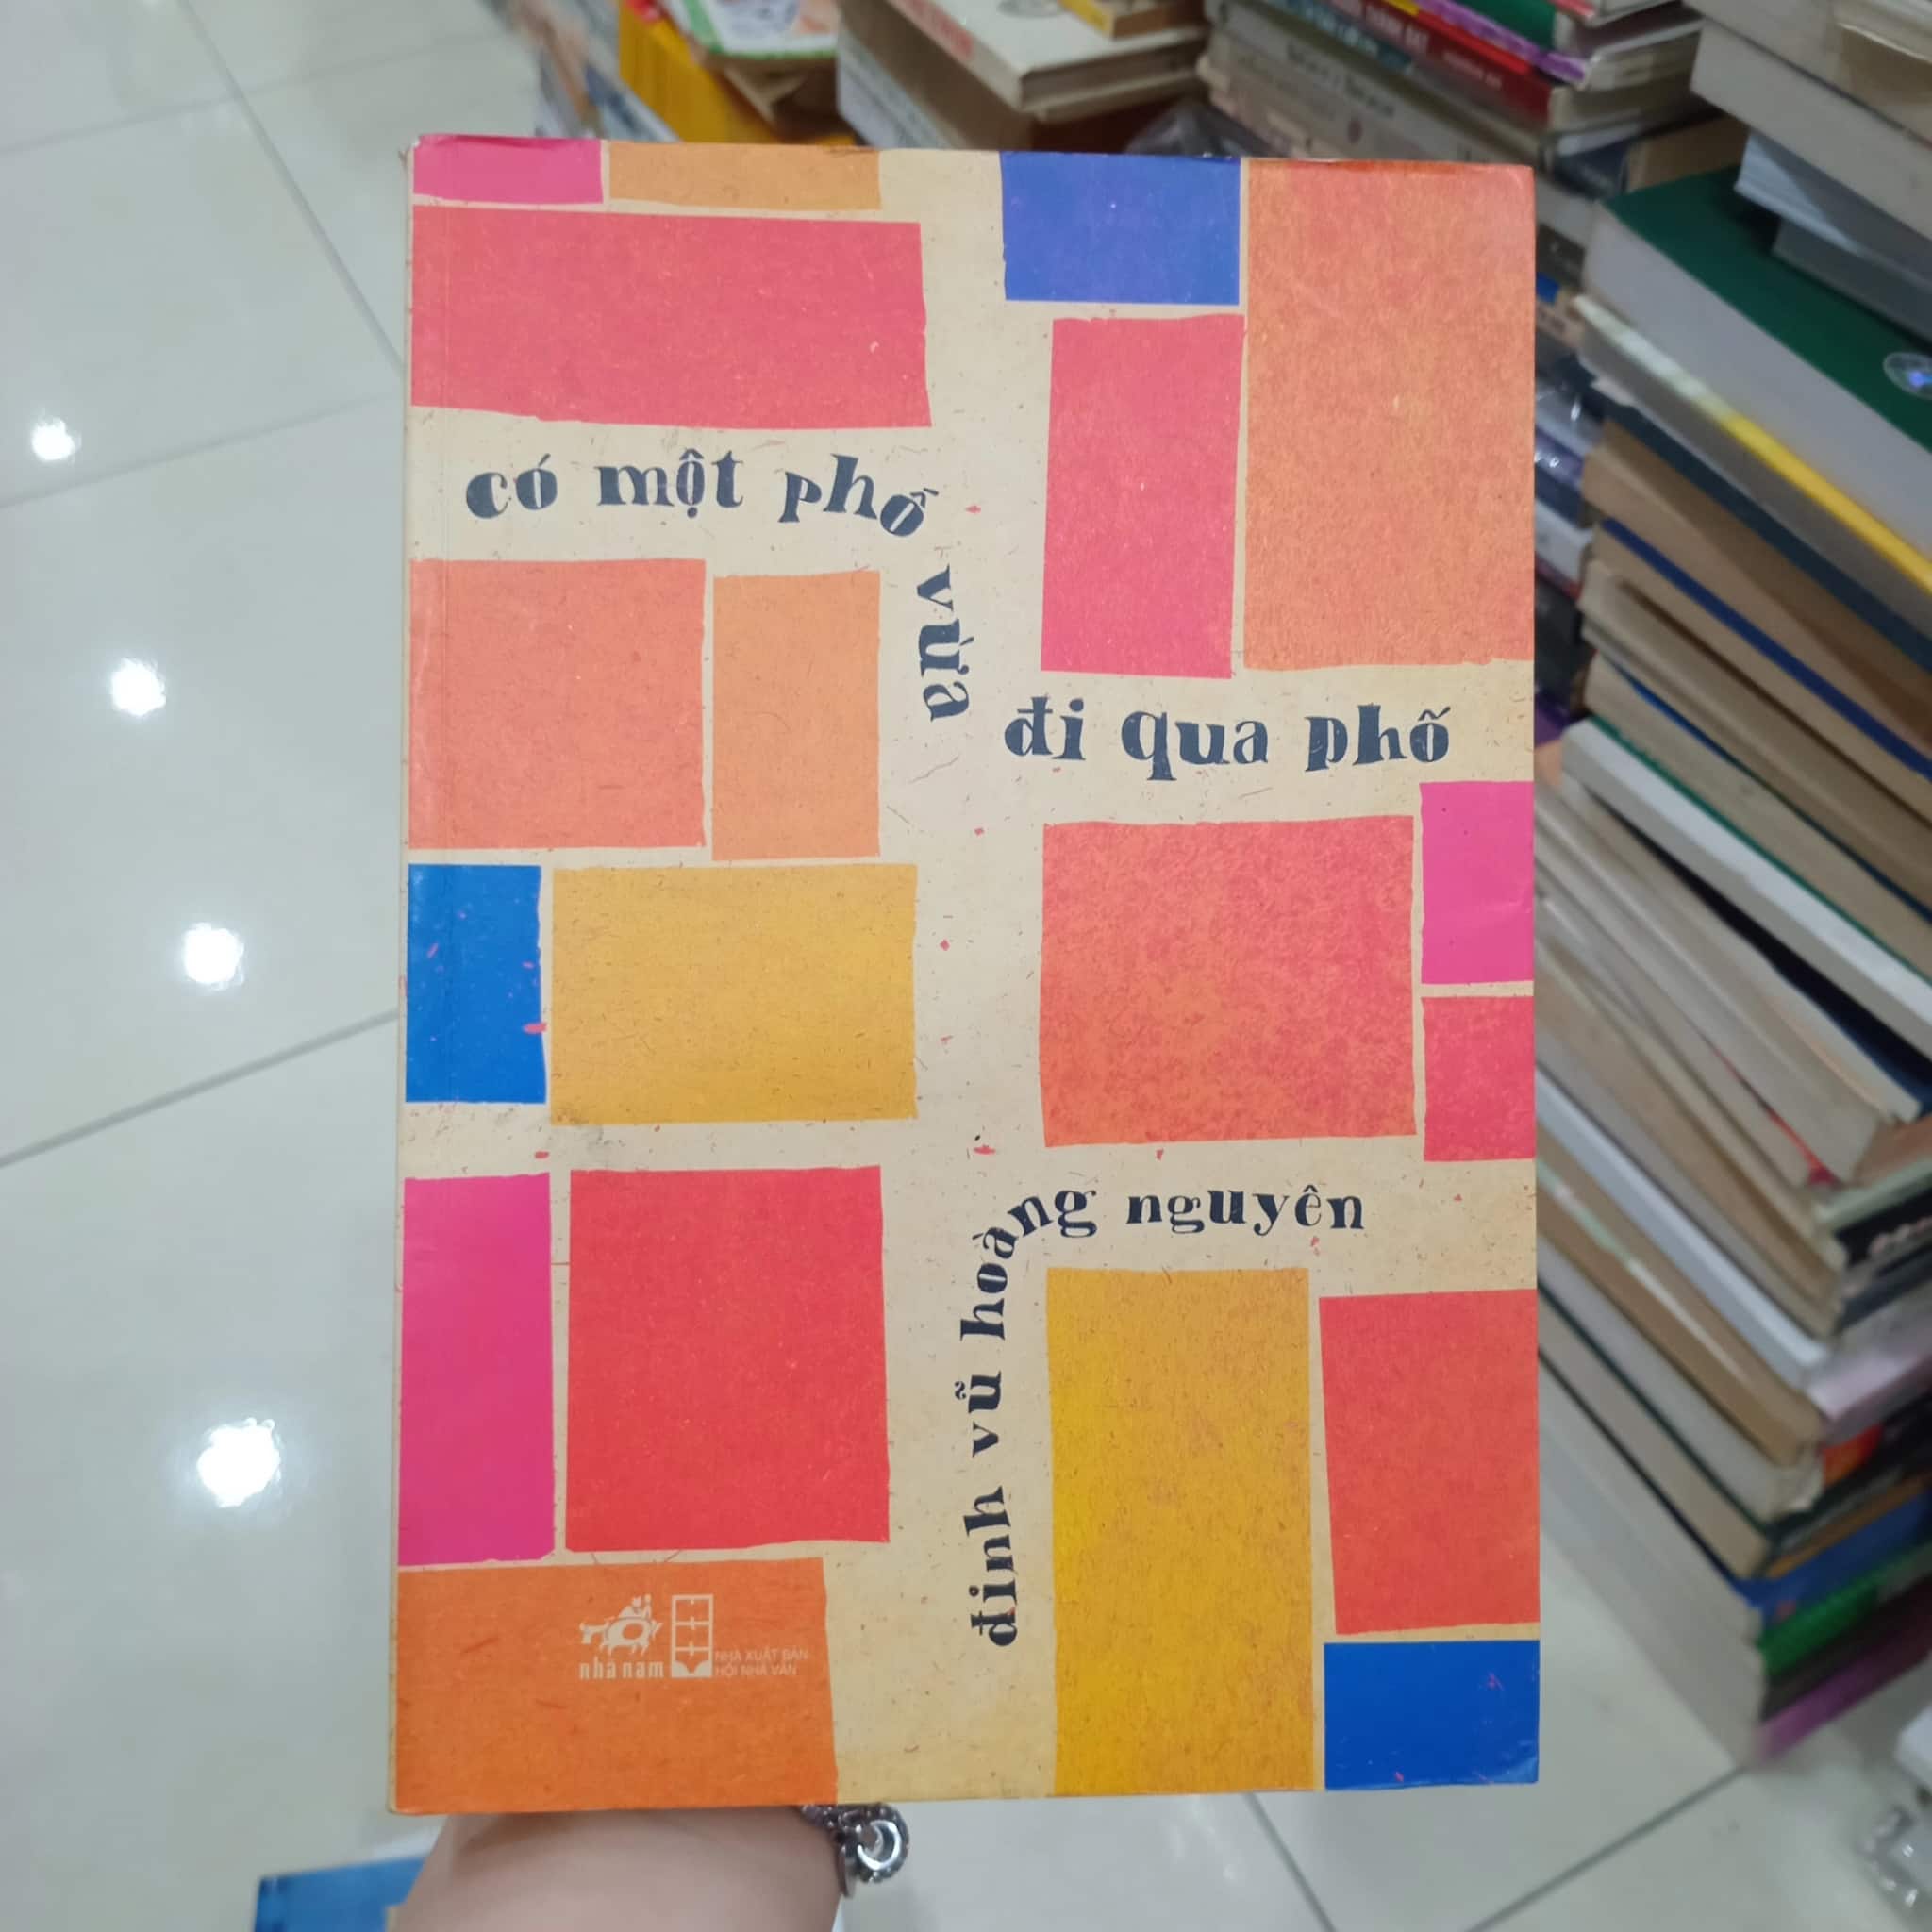 có một phố
vừa
đi qua phố
đinh vũ hoàng nguyên
nhã nam
NHÀ XUẤT BẢN
HỘI NHÀ VĂN